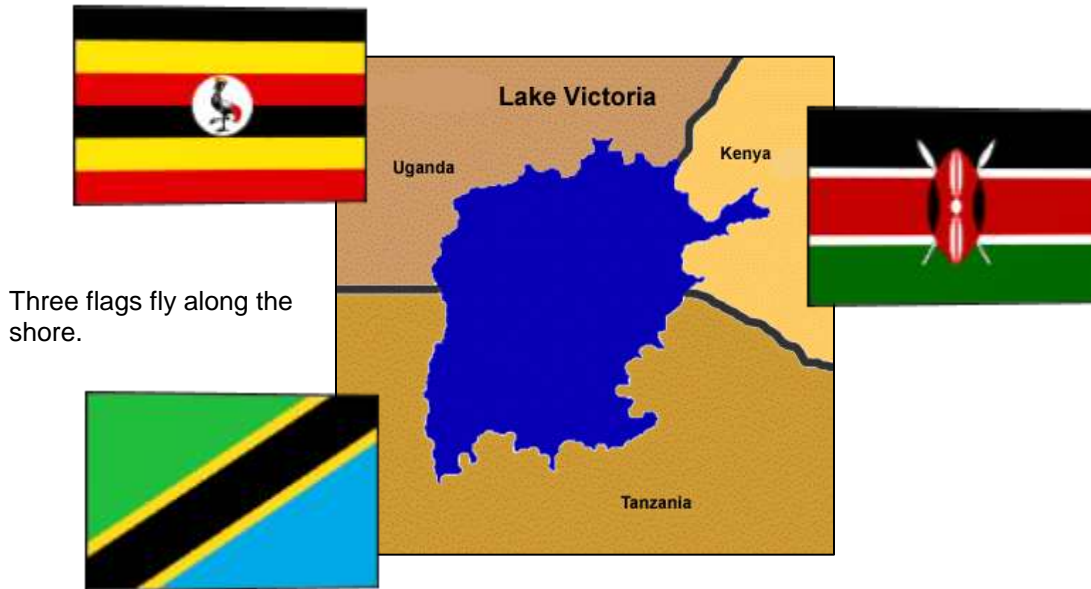 Lake Victoria
Uganda
Kenya
Three flags fly along the
shore.
Tanzania